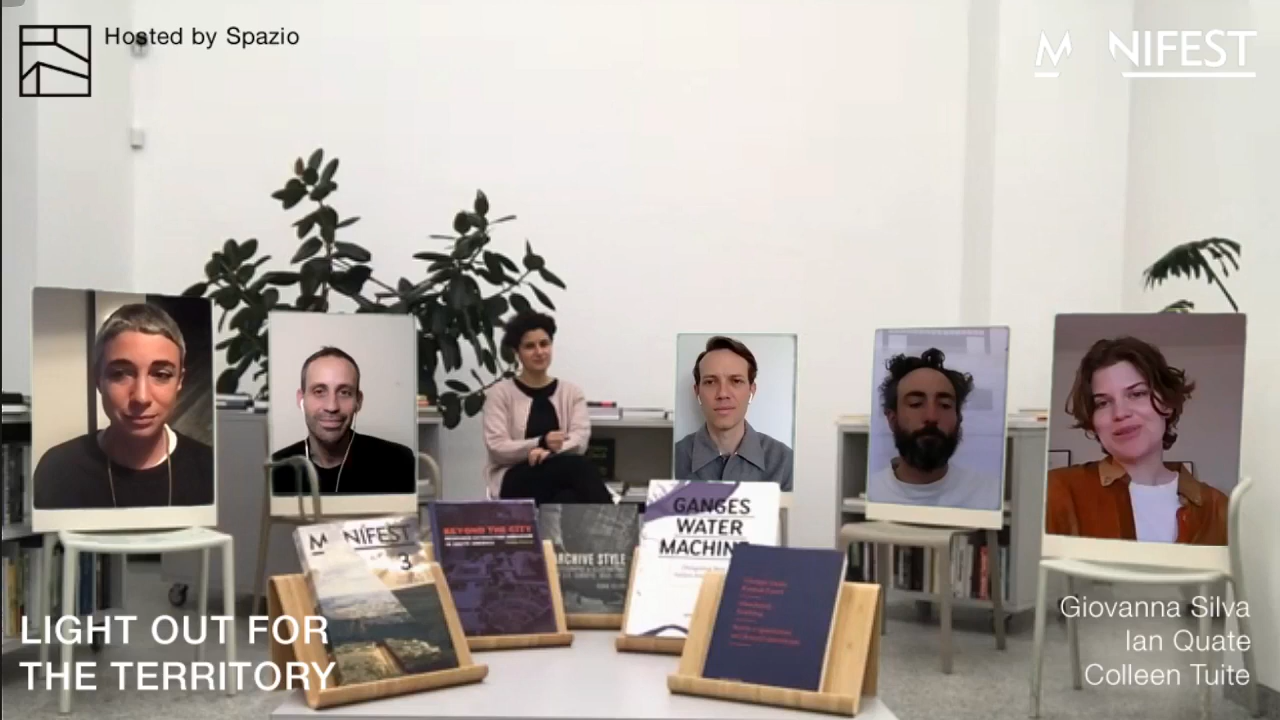 Hosted by Spazio
M NIFEST
M NIFEST
3
BEYOND THE CITY
ARCHIVE STYLE
GANGES
WATER
MACHINE
LIGHT OUT FOR
THE TERRITORY
Giovanna Silva
Ian Quate
Colleen Tuite